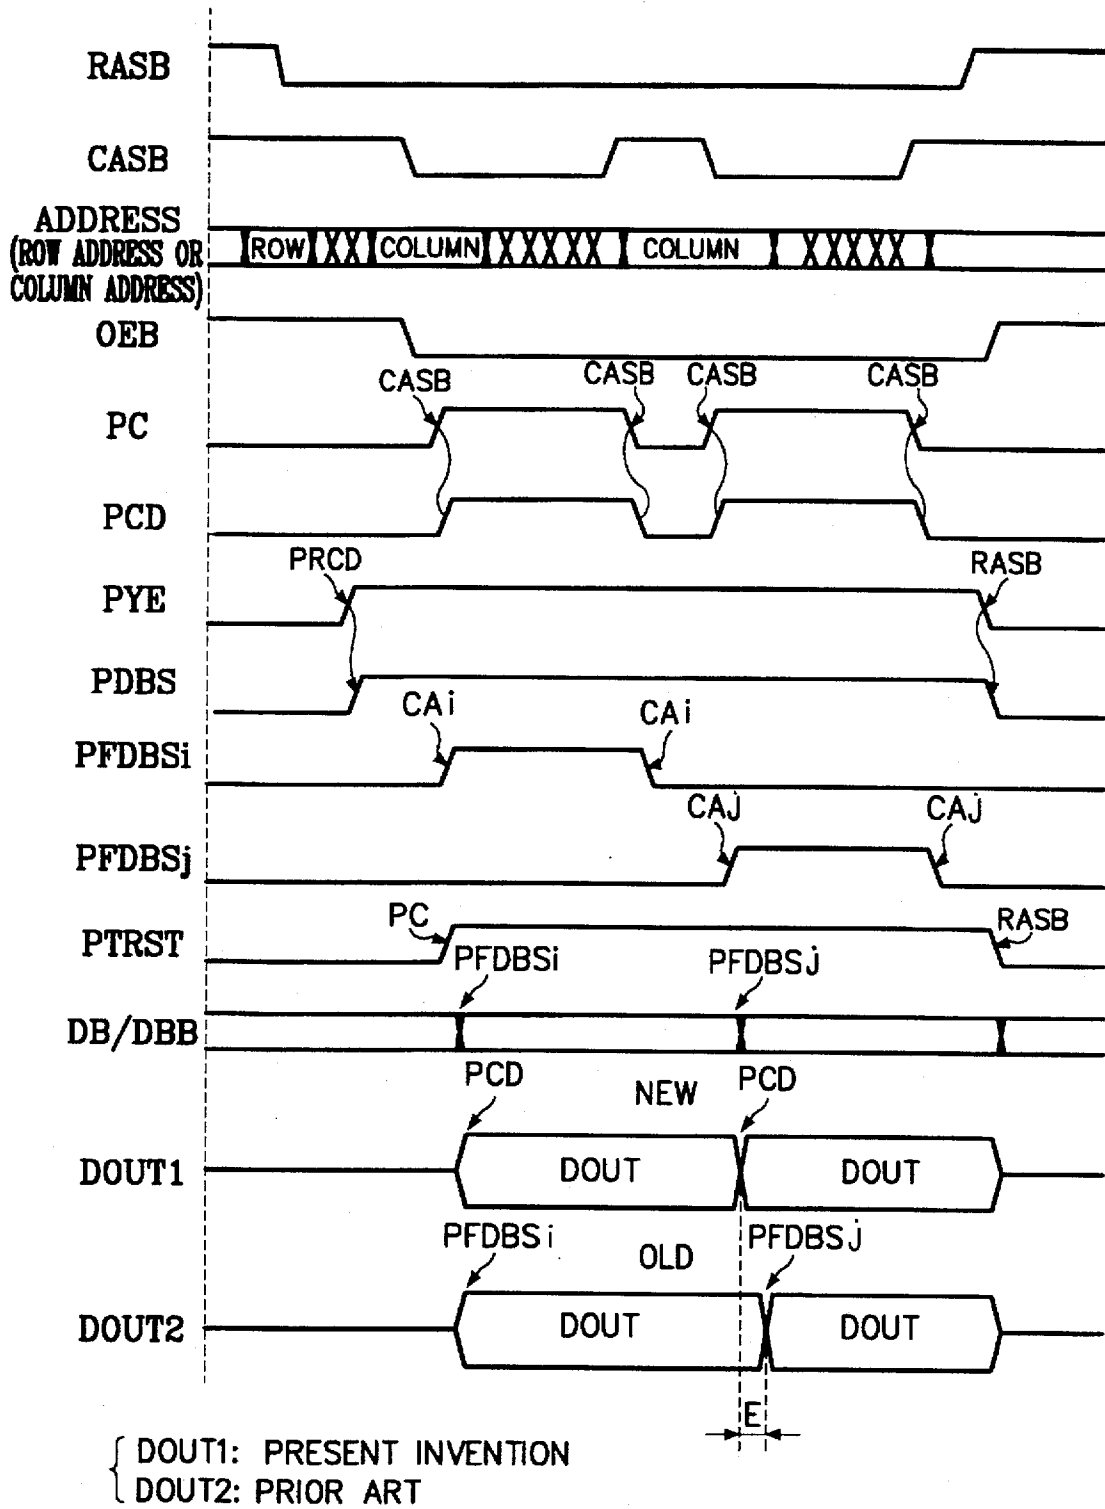 RASB
CASB
ADDRESS
(ROW ADDRESS OR
COLUMN ADDRESS)
ROW COLUMN COLUMN
OEB
CASB CASB CASB CASB
PC
PCD
PRCD RASB
PYE
PDBS
CAi CAi
PFDBSi
CAj CAj
PFDBSj
PC RASB
PTRST
PFDBSi PFDBSj
DB/DBB
PCD NEW PCD
DOUT1 DOUT DOUT
PFDBSi OLD PFDBSj
DOUT2 DOUT DOUT
E
DOUT1: PRESENT INVENTION
DOUT2: PRIOR ART